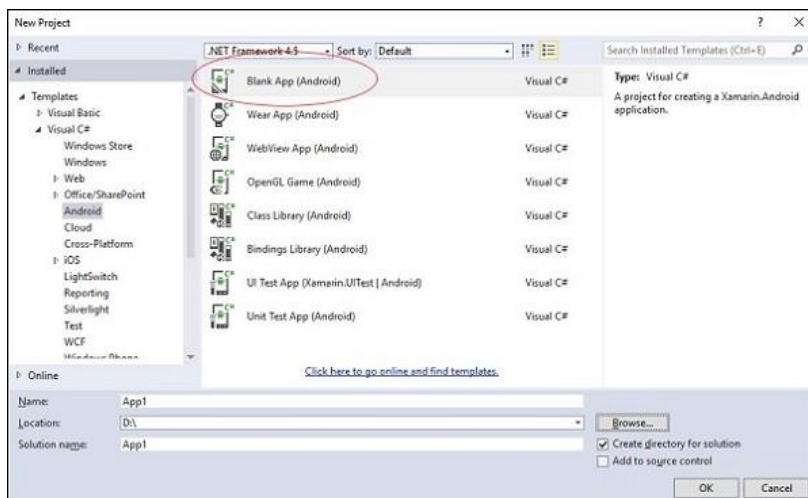 New Project
? ×
Recent
.NET Framework 4.5 Sort by: Default
Search Installed Templates (Ctrl+E)
Installed
Templates
Visual Basic
Visual C#
Windows Store
Windows
Web
Office/SharePoint
Android
Cloud
Cross-Platform
iOS
LightSwitch
Reporting
Silverlight
Test
WCF
Windows Phone
Online
Blank App (Android) Visual C#
Wear App (Android) Visual C#
WebView App (Android) Visual C#
OpenGL Game (Android) Visual C#
Class Library (Android) Visual C#
Bindings Library (Android) Visual C#
UI Test App (Xamarin.UITest | Android) Visual C#
Unit Test App (Android) Visual C#
Click here to go online and find templates.
Type: Visual C#
A project for creating a Xamarin.Android
application.
Name: App1
Location: D:\
Browse...
Solution name: App1
Create directory for solution
Add to source control
OK Cancel